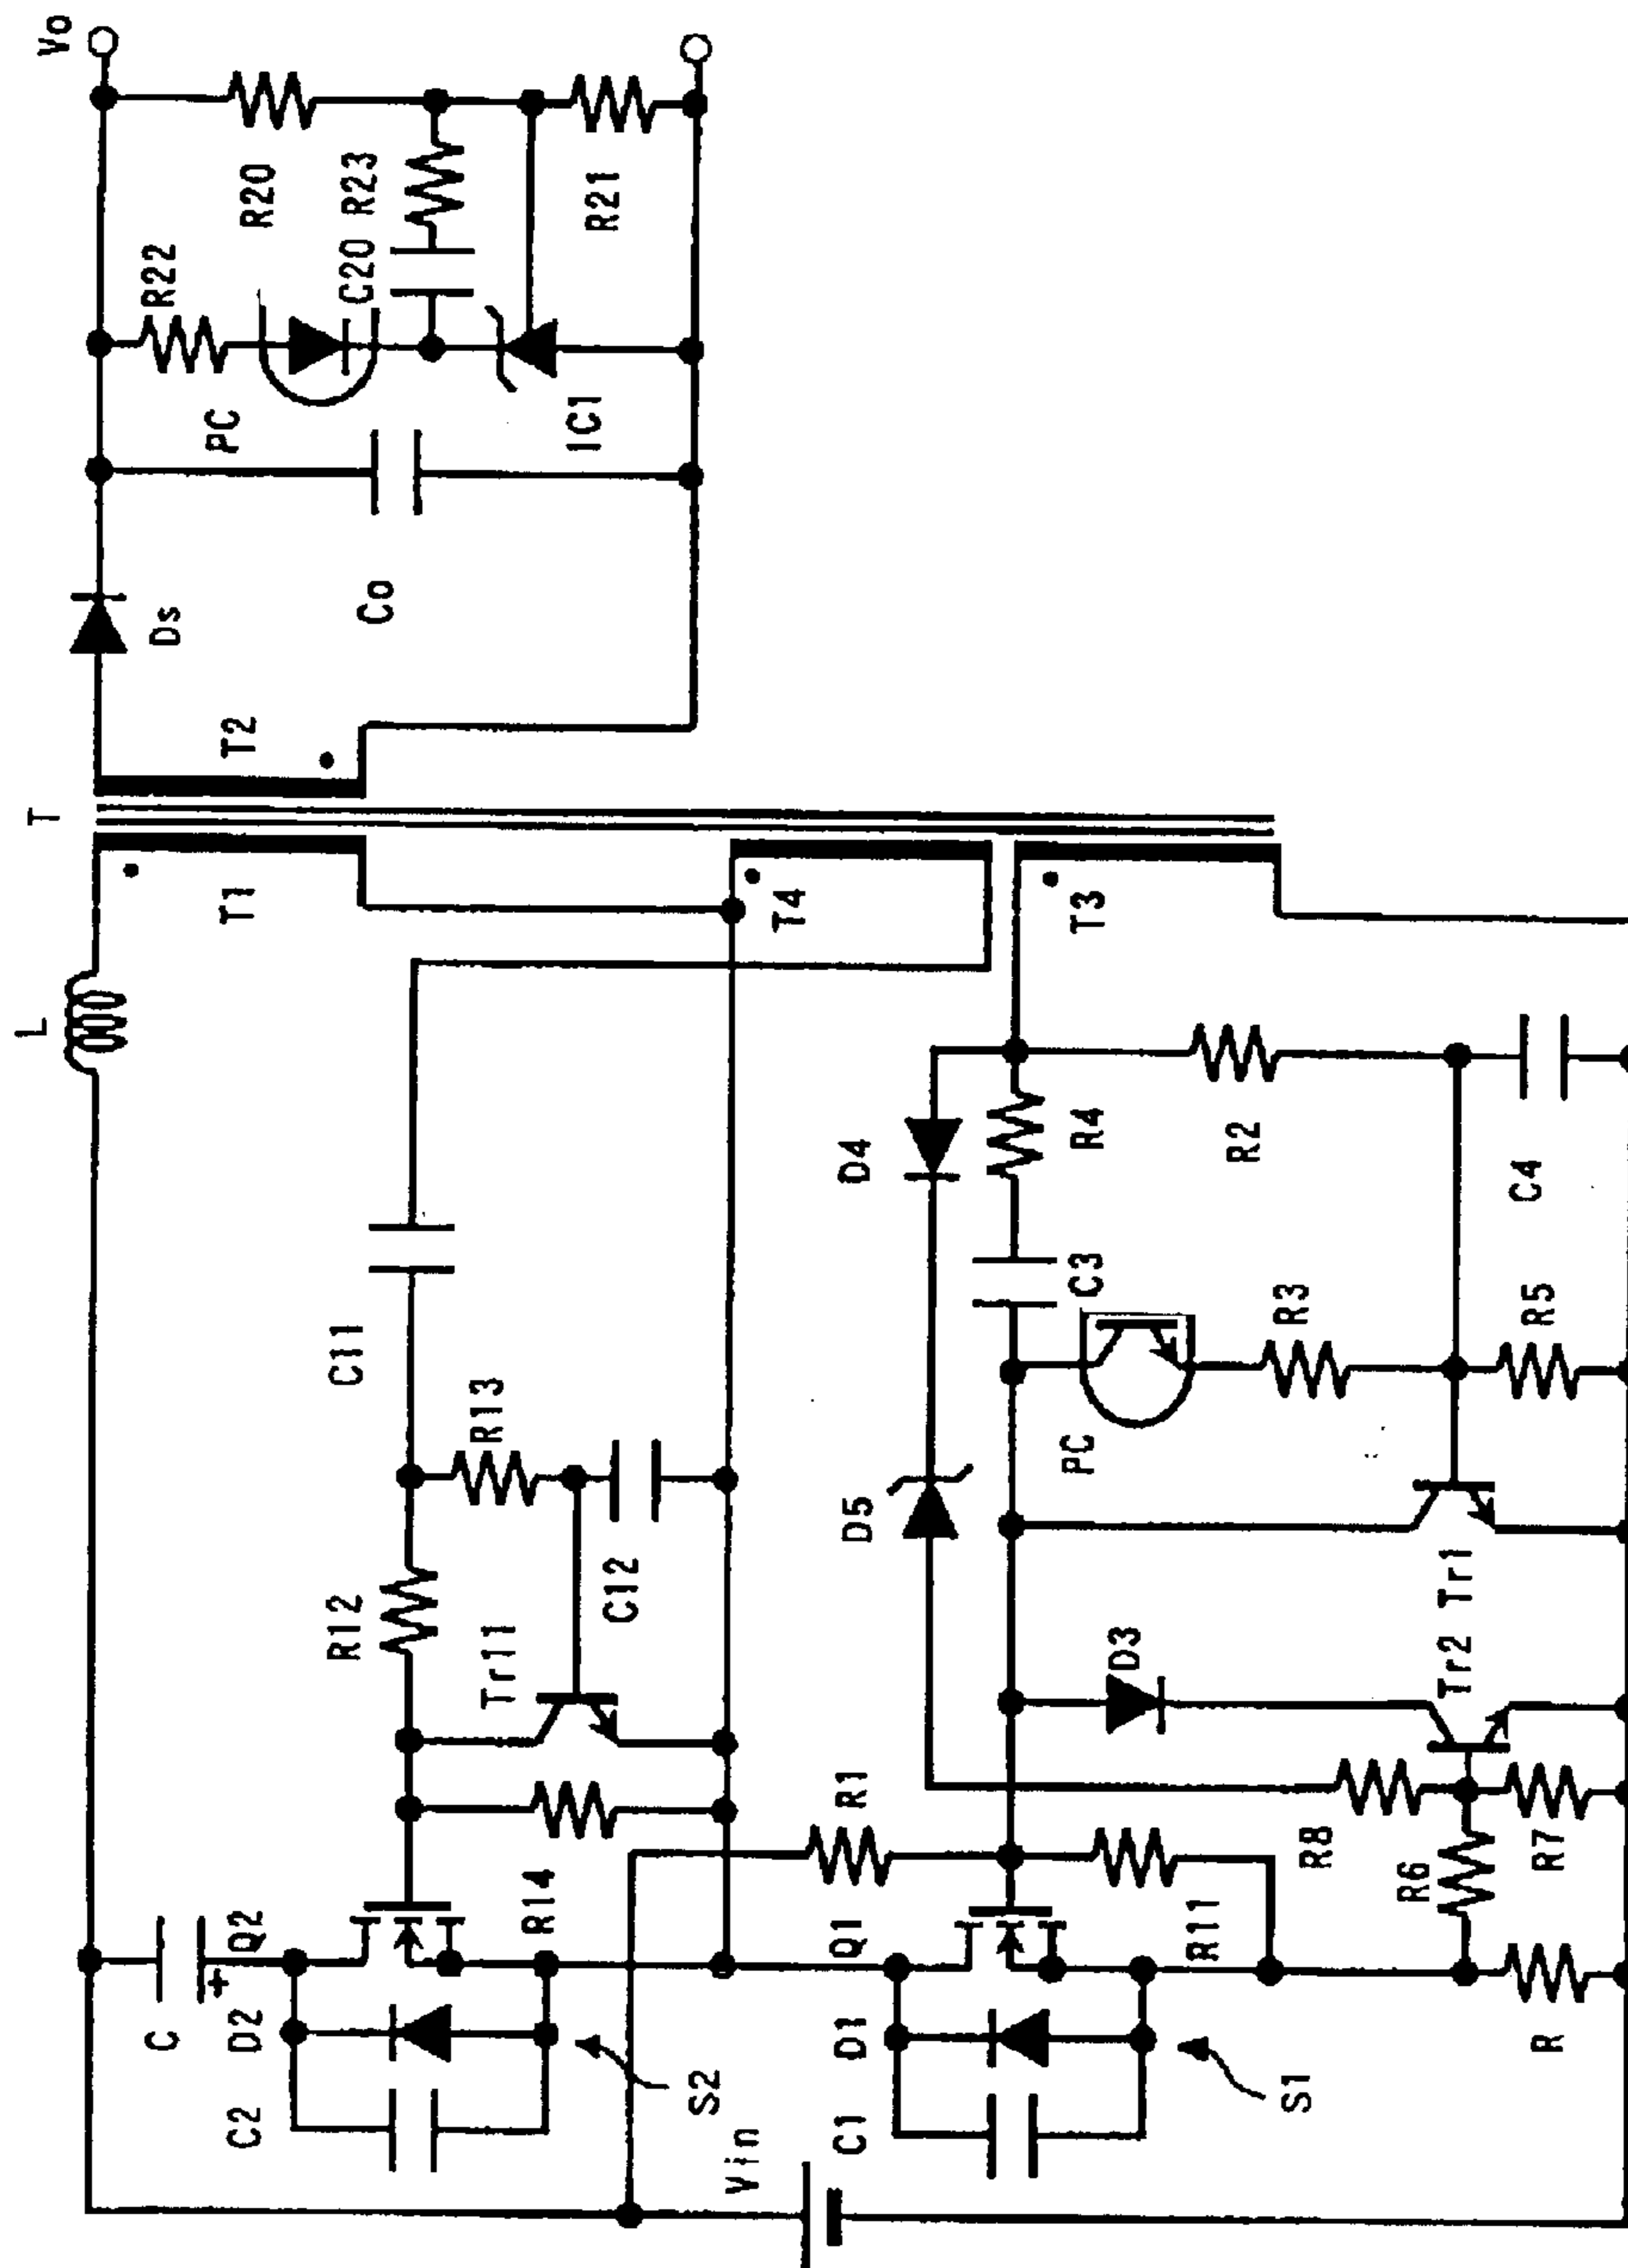 Vo
R20
R23
R21
R22
C20
PC
IC1
Co
Ds
T2
T
T1
T4
T3
L
D4
R4
R2
C4
C11
C3
R3
R5
R13
PC
D5
R12
C12
Tr11
D3
Tr2 Tr1
R1
R8
R7
R6
R14
Q2
Q1
R11
C
+
D2
D1
R
C2
S2
C1
S1
Vin